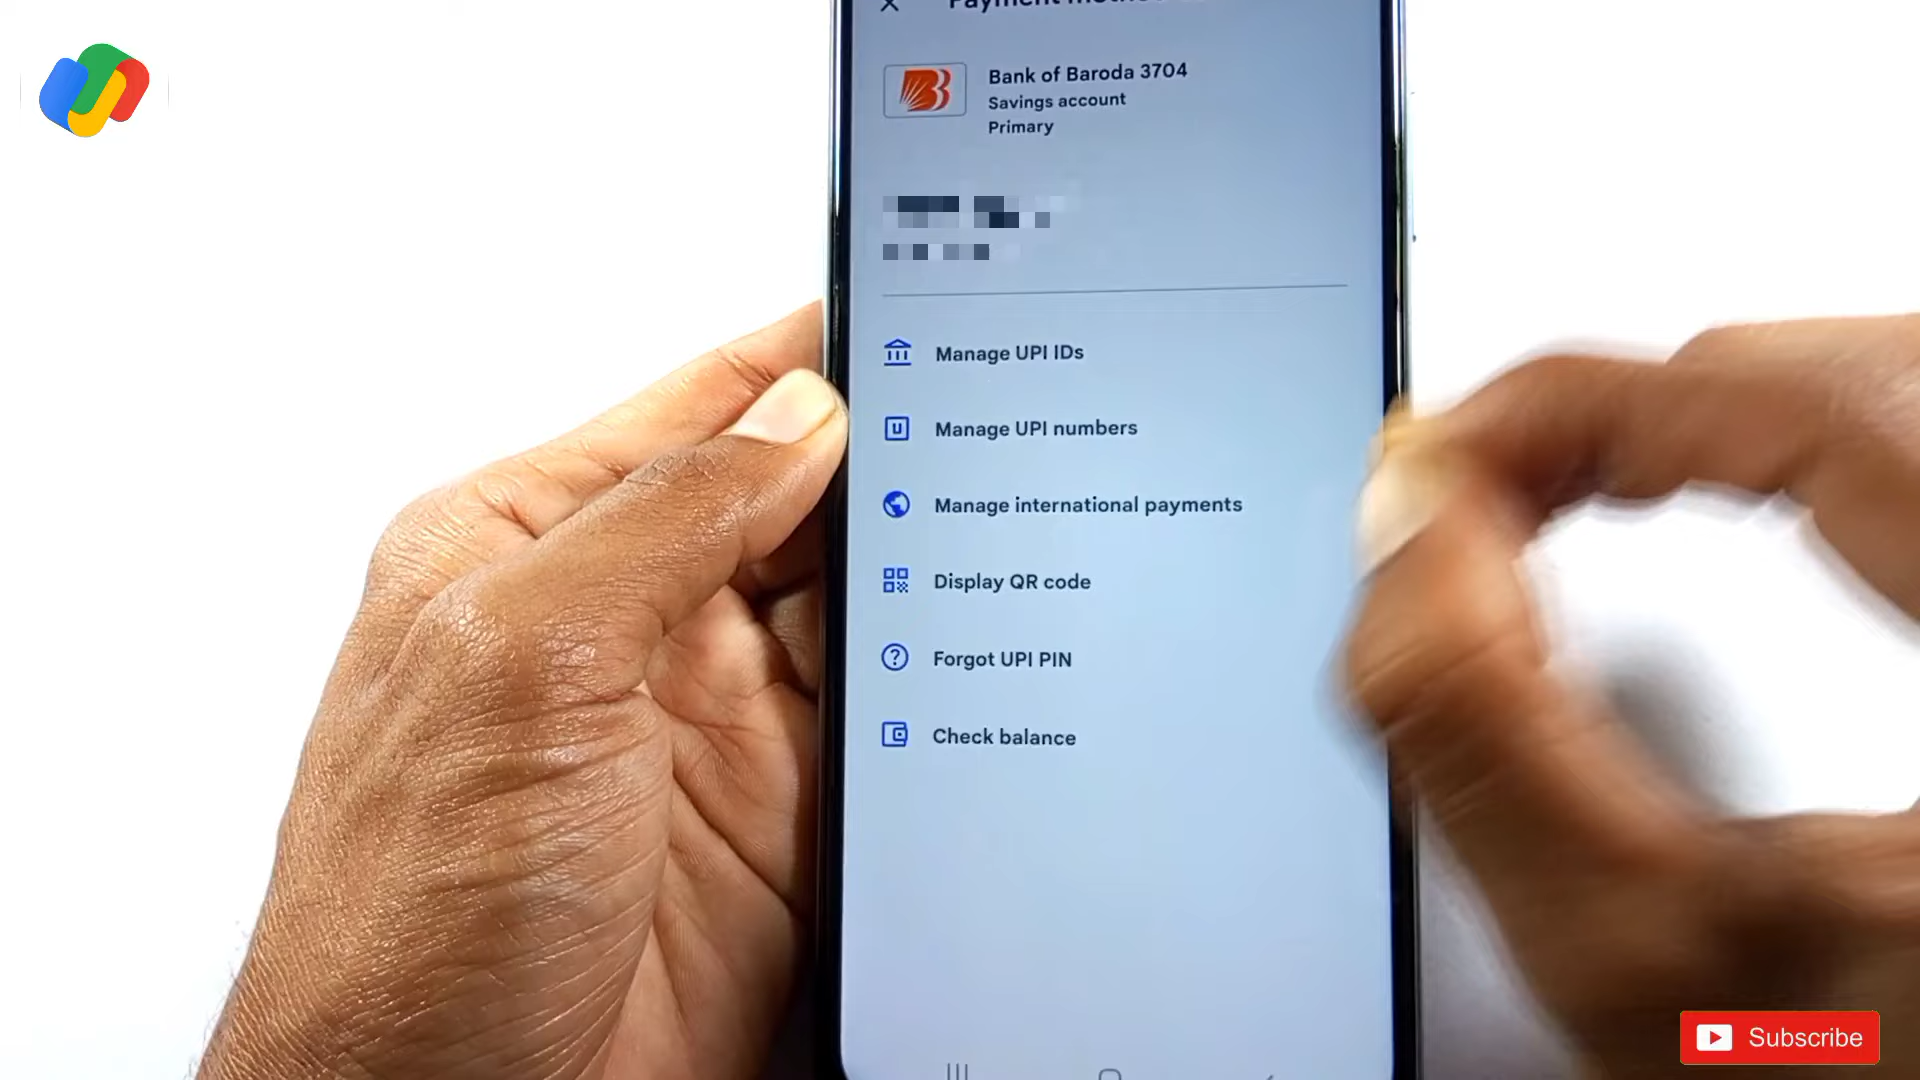 Payment
Bank of Baroda 3704
Savings account
Primary
Manage UPI IDs
Manage UPI numbers
Manage international payments
Display QR code
Forgot UPI PIN
Check balance
Subscribe